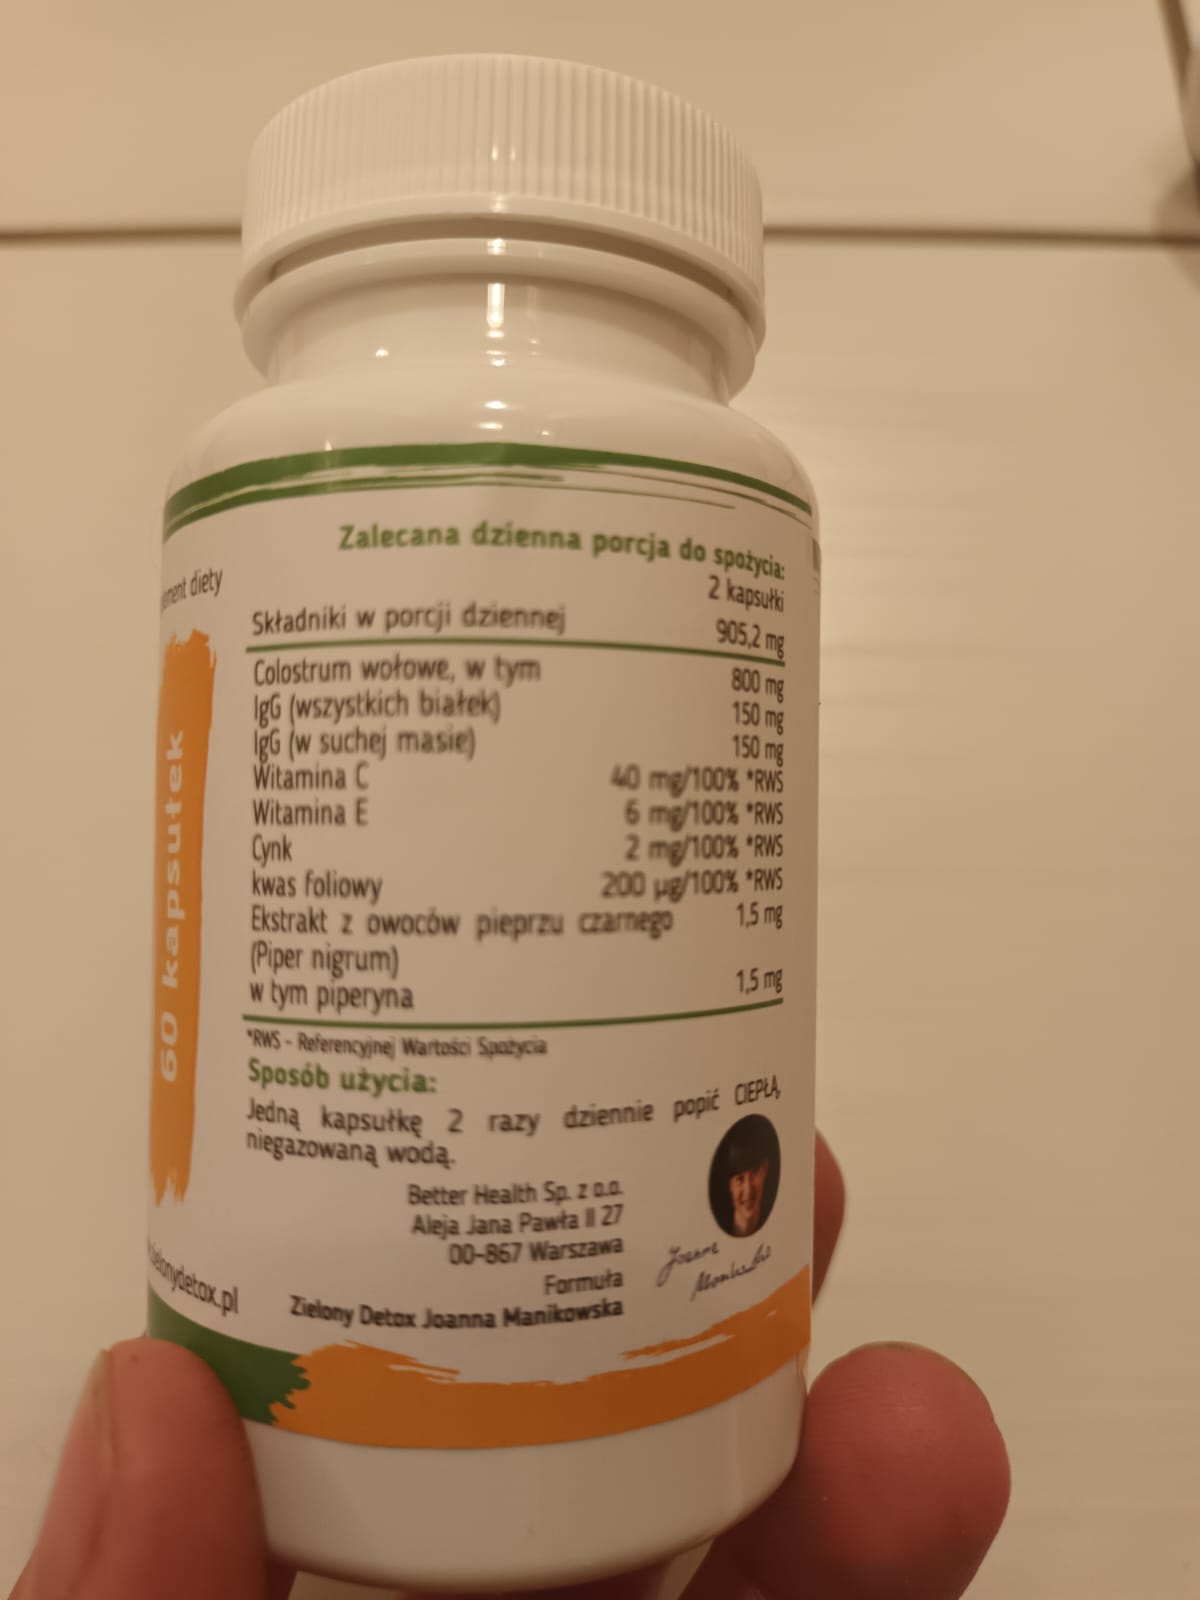 Zalecana dzienna porcja do spożycia:
2 kapsułki
Składniki w porcji dziennej 905,2 mg
Colostrum wołowe, w tym 800 mg
IgG (wszystkich białek) 150 mg
IgG (w suchej masie) 150 mg
Witamina C 40 mg/100% *RWS
Witamina E 6 mg/100% *RWS
Cynk 2 mg/100% *RWS
kwas foliowy 200 µg/100% *RWS
Ekstrakt z owoców pieprzu czarnego 1,5 mg
(Piper nigrum)
w tym piperyna 1,5 mg
*RWS - Referencyjnej Wartości Spożycia
Sposób użycia:
Jedną kapsułkę 2 razy dziennie popić CIEPŁĄ,
niegazowaną wodą.
Better Health Sp. z o.o.
Aleja Jana Pawła II 27
00-867 Warszawa
Formuła
Zielony Detox Joanna Manikowska
Joanna
diety
60 kapsułek
zielonydetox.pl